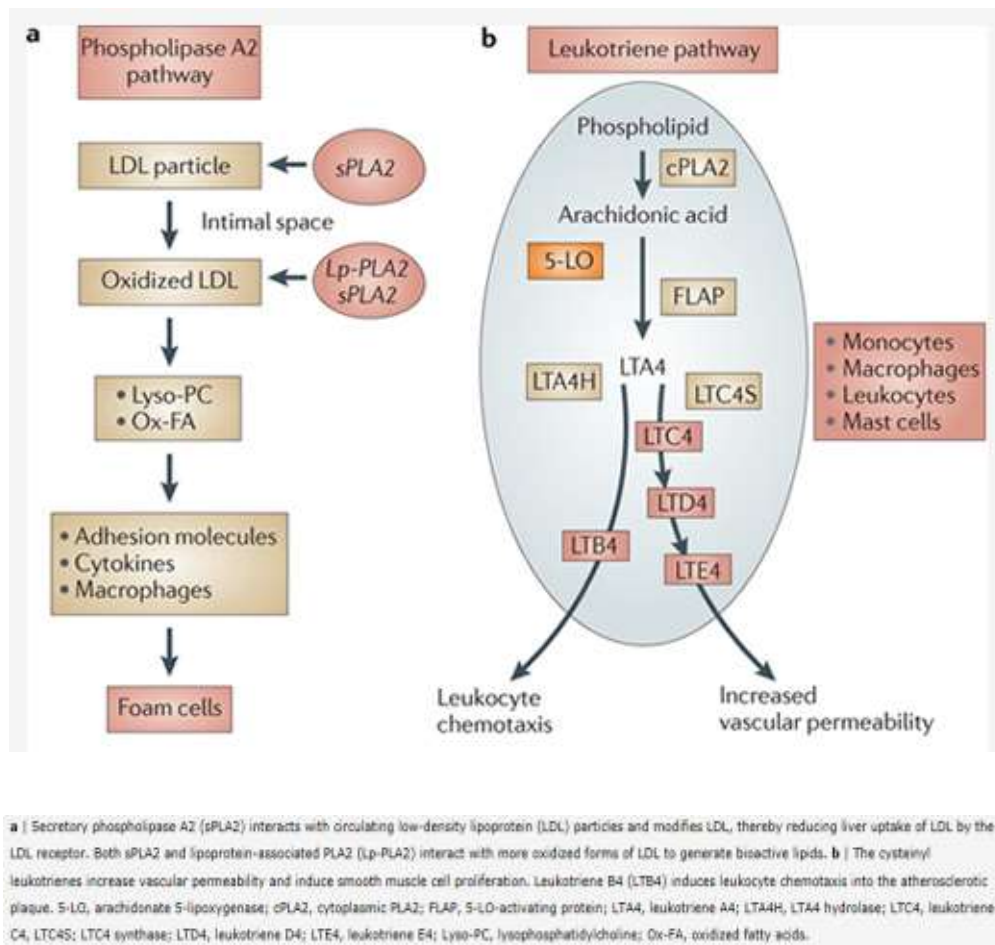 a
Phospholipase A2
pathway
LDL particle
sPLA2
Intimal space
Oxidized LDL
Lp-PLA2
sPLA2
• Lyso-PC
• Ox-FA
• Adhesion molecules
• Cytokines
• Macrophages
Foam cells
b
Leukotriene pathway
Phospholipid
cPLA2
Arachidonic acid
5-LO
FLAP
LTA4H
LTA4
LTC4S
LTC4
LTD4
LTB4
LTE4
Leukocyte
chemotaxis
Increased
vascular permeability
• Monocytes
• Macrophages
• Leukocytes
• Mast cells
a | Secretory phospholipase A2 (sPLA2) interacts with circulating low-density lipoprotein (LDL) particles and modifies LDL, thereby reducing liver uptake of LDL by the
LDL receptor. Both sPLA2 and lipoprotein-associated PLA2 (Lp-PLA2) interact with more oxidized forms of LDL to generate bioactive lipids. b | The cysteinyl
leukotrienes increase vascular permeability and induce smooth muscle cell proliferation. Leukotriene B4 (LTB4) induces leukocyte chemotaxis into the atherosclerotic
plaque. 5-LO, arachidonate 5-lipoxygenase; cPLA2, cytoplasmic PLA2; FLAP, 5-LO-activating protein; LTA4, leukotriene A4; LTA4H, LTA4 hydrolase; LTC4, leukotriene
C4, LTC4S; LTC4 synthase; LTD4, leukotriene D4; LTE4, leukotriene E4; Lyso-PC, lysophosphatidylcholine; Ox-FA, oxidized fatty acids.